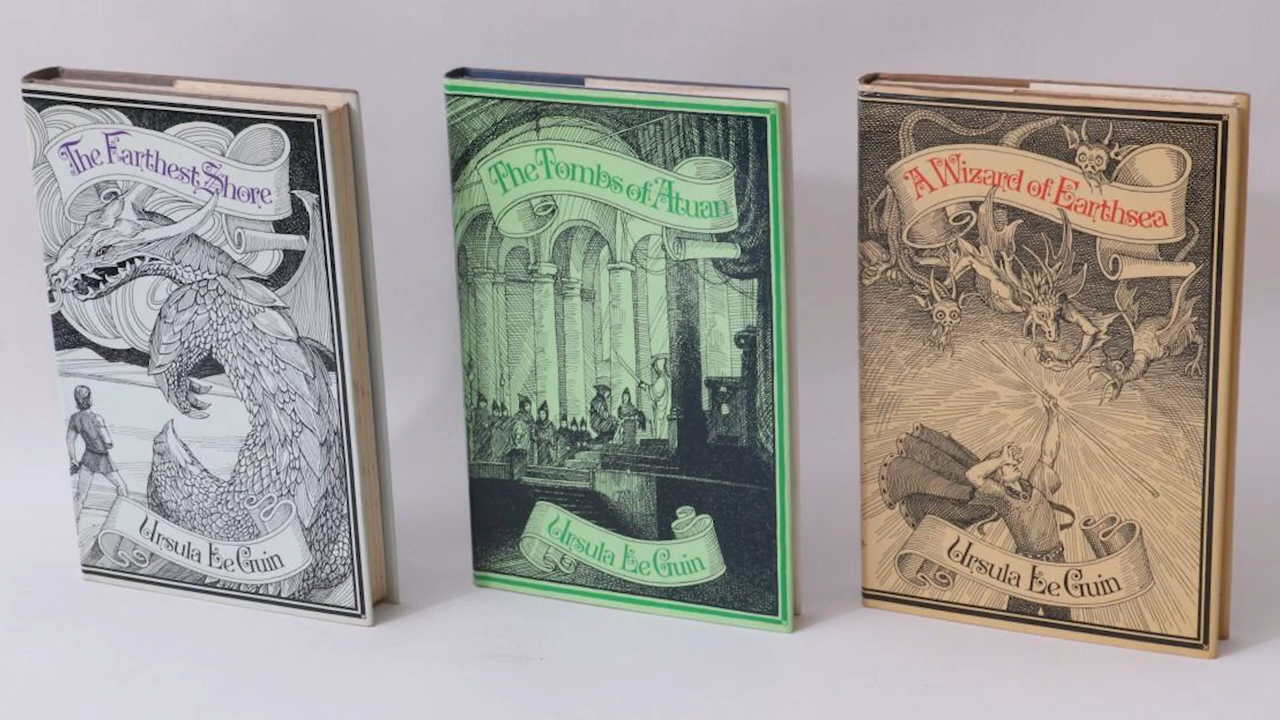 The Farthest Shore
Ursula Le Guin
The Tombs of Atuan
Ursula Le Guin
A Wizard of Earthsea
Ursula Le Guin